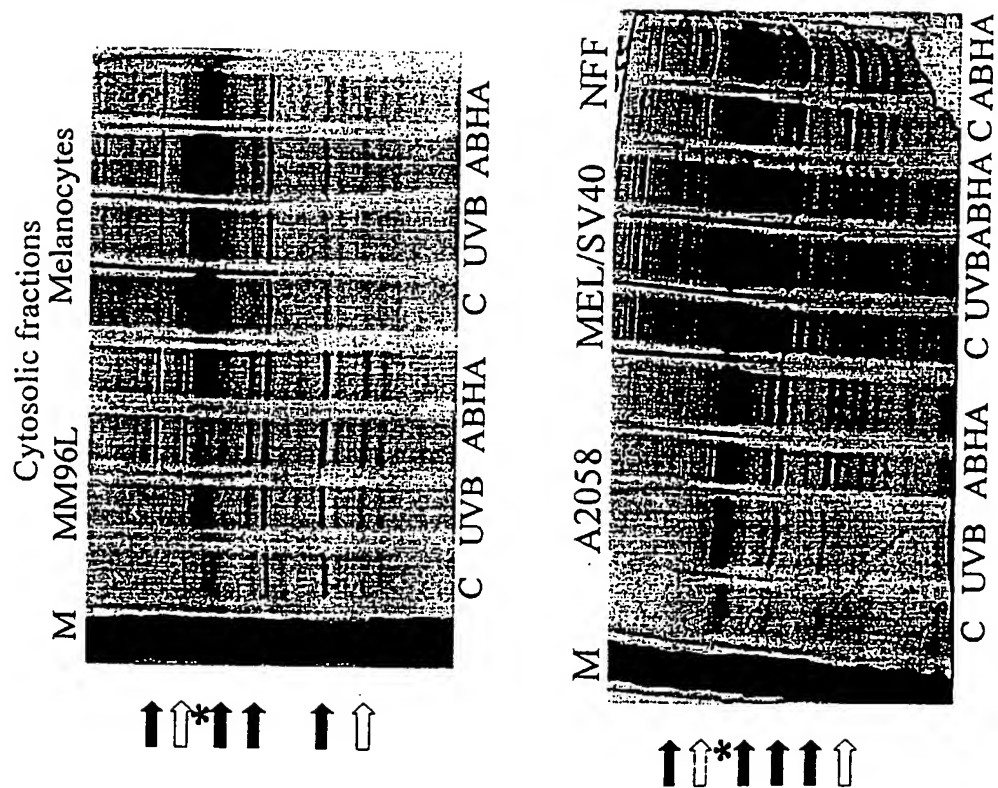 Cytosolic fractions
M MM96L Melanocytes
C UVB ABHA C UVB ABHA
*
M A2058 MEL/SV40 NFF
C UVB ABHA C UVBABHA C ABHA
*